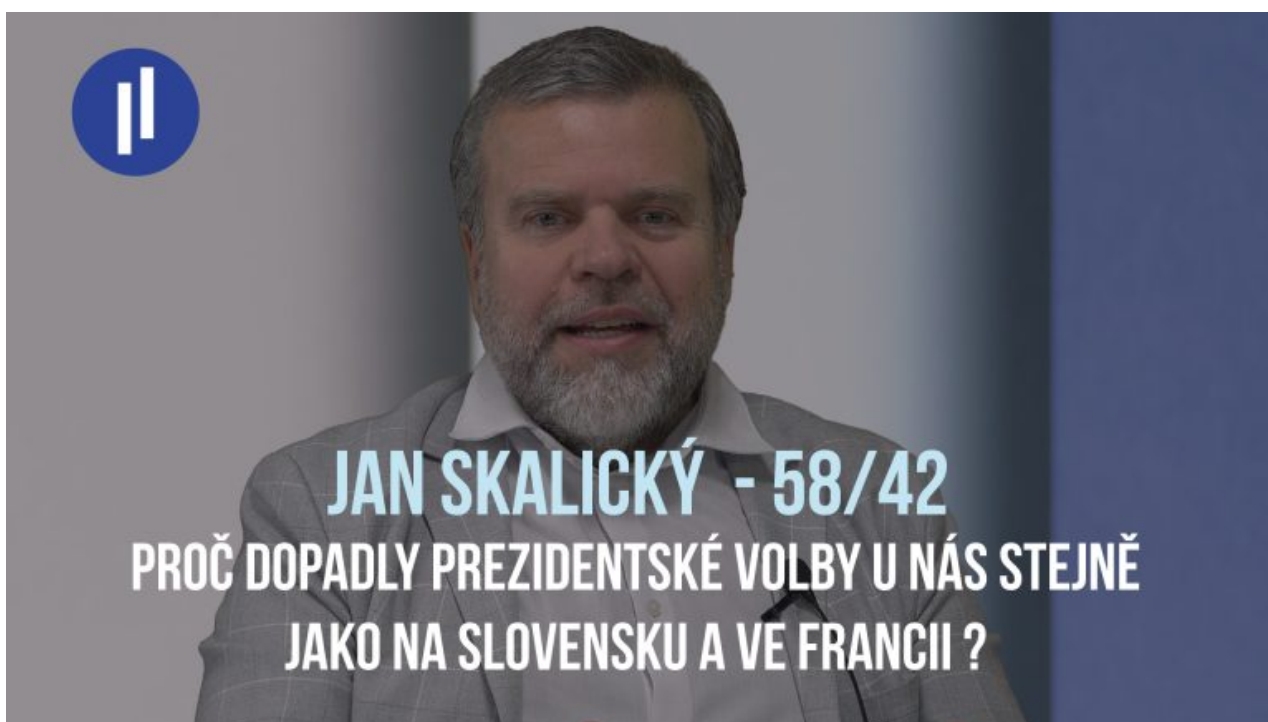 JAN SKALICKÝ - 58/42
PROČ DOPADLY PREZIDENTSKÉ VOLBY U NÁS STEJNĚ
JAKO NA SLOVENSKU A VE FRANCII ?